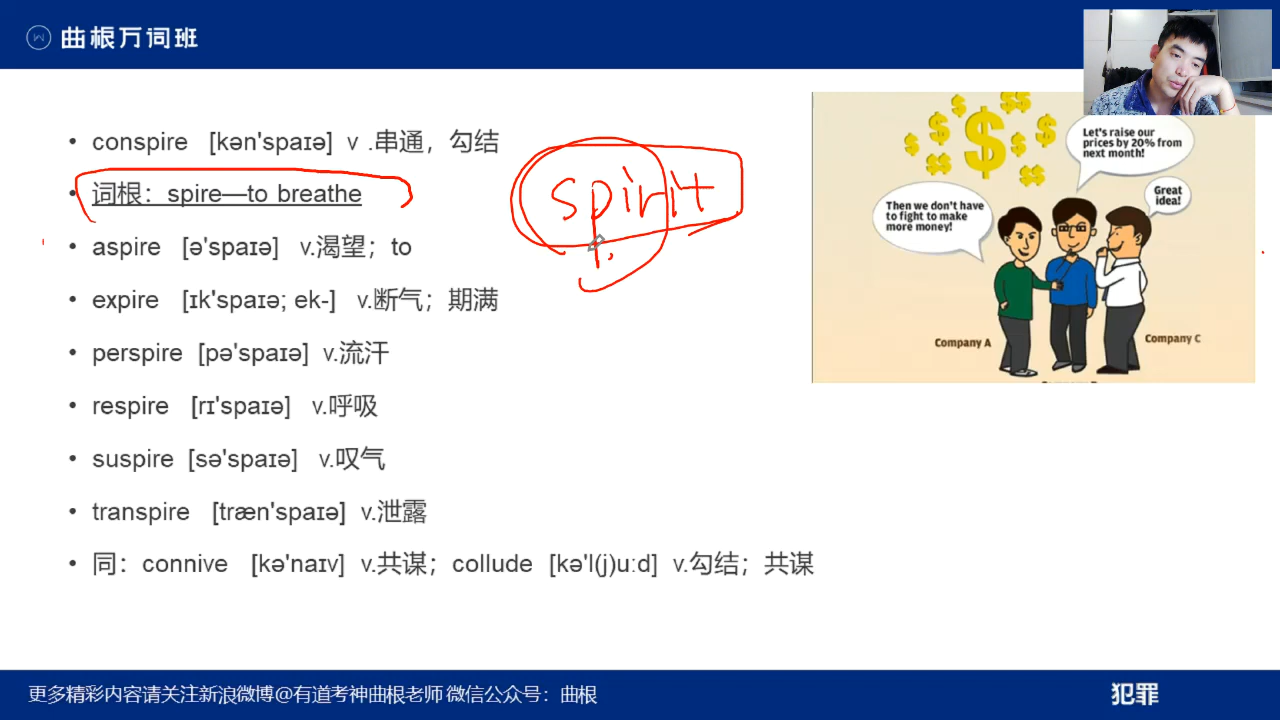 曲根万词班
• conspire [kən'spaɪə] v .串通，勾结
• 词根：spire—to breathe
• aspire [ə'spaɪə] v.渴望；to
• expire [ɪk'spaɪə; ek-] v.断气；期满
• perspire [pə'spaɪə] v.流汗
• respire [rɪ'spaɪə] v.呼吸
• suspire [sə'spaɪə] v.叹气
• transpire [træn'spaɪə] v.泄露
• 同：connive [kə'naɪv] v.共谋；collude [kə'l(j)uːd] v.勾结；共谋
spirit
Let's raise our
prices by 20% from
next month!
Great
idea!
Then we don't have
to fight to make
more money!
Company A
Company C
更多精彩内容请关注新浪微博@有道考神曲根老师 微信公众号：曲根
犯罪